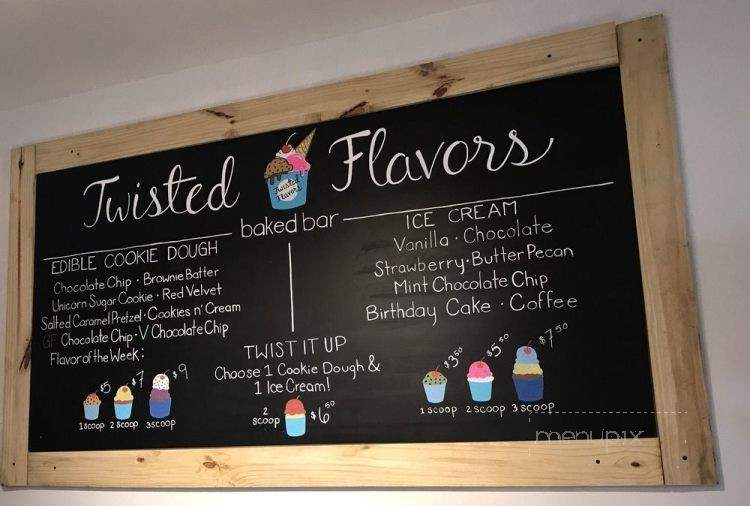 Twisted Flavors
Twisted Flavors
baked bar
EDIBLE COOKIE DOUGH
Chocolate Chip · Brownie Batter
Unicorn Sugar Cookie · Red Velvet
Salted Caramel Pretzel · Cookies n' Cream
GF Chocolate Chip · V Chocolate Chip
Flavor of the Week:
$5 $7 $9
1 SCOOP 2 SCOOP 3 SCOOP
TWIST IT UP
Choose 1 Cookie Dough &
1 Ice Cream!
2 SCOOP $6.50
ICE CREAM
Vanilla · Chocolate
Strawberry · Butter Pecan
Mint Chocolate Chip
Birthday Cake · Coffee
$3.50 $5.50 $7.50
1 SCOOP 2 SCOOP 3 SCOOP
menupix